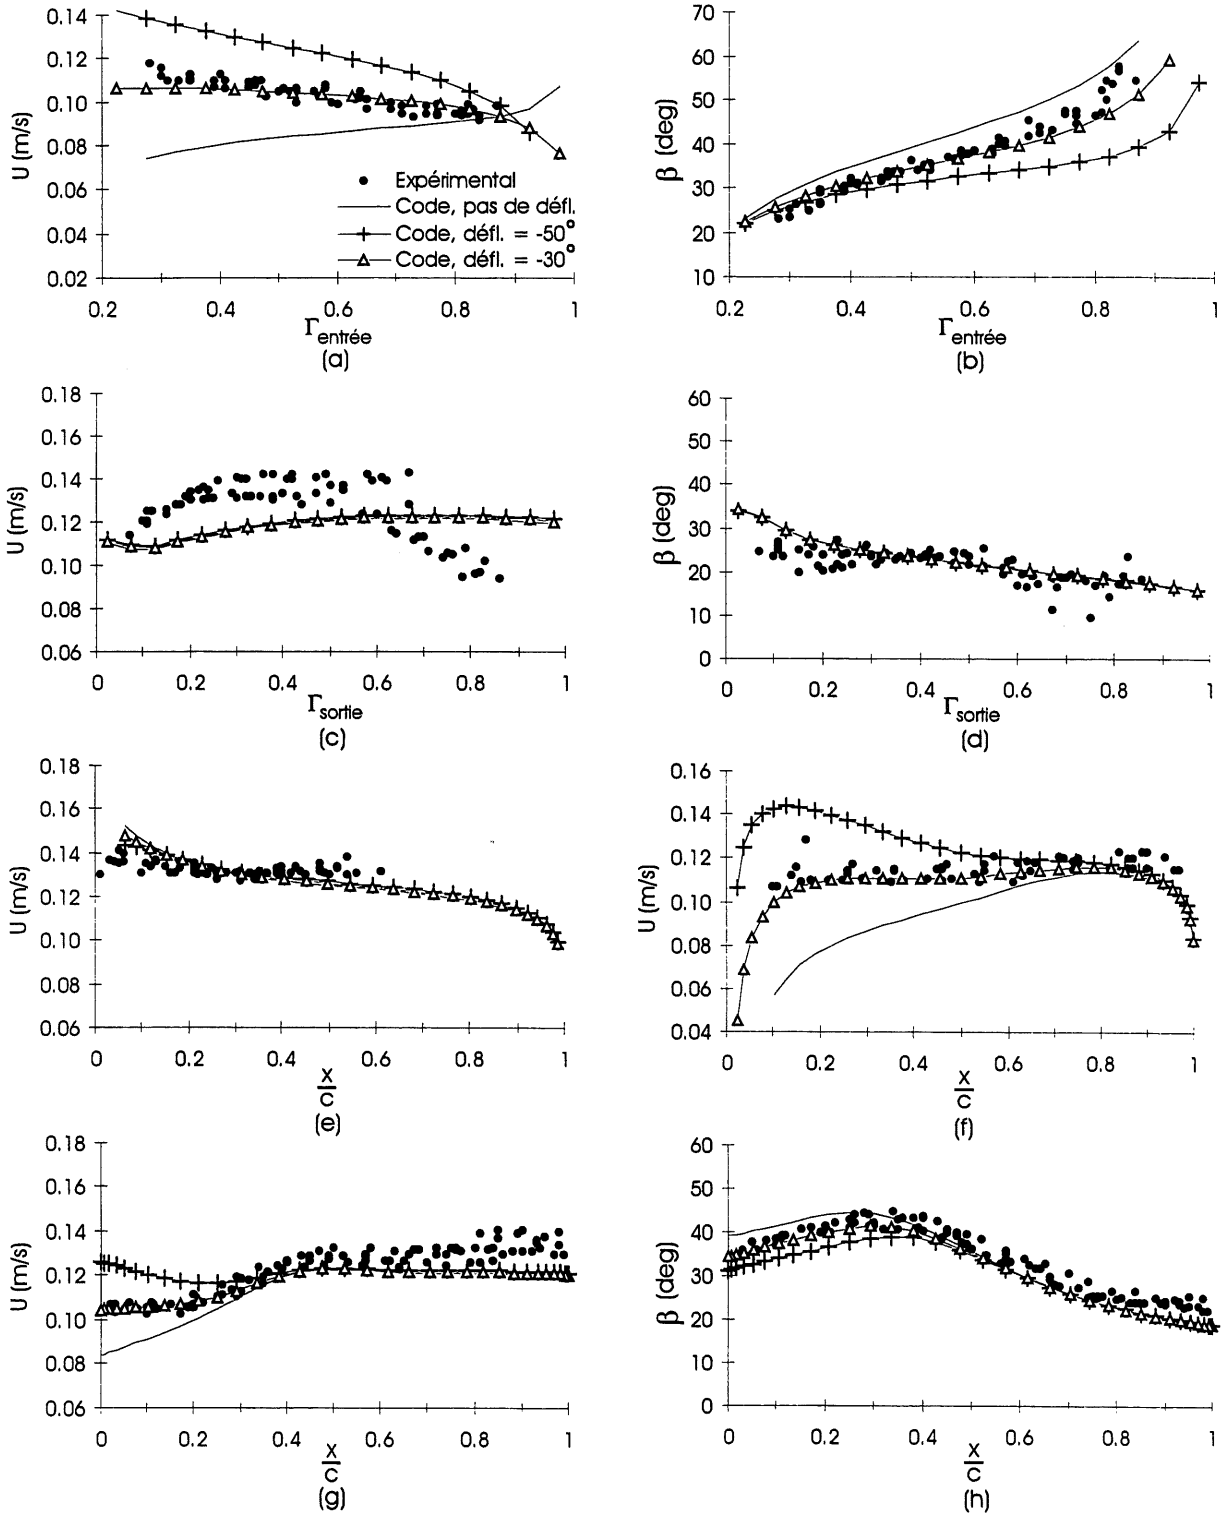 0.14
0.12
0.10
0.08
0.06
0.04
0.02
U (m/s)
Expérimental
Code, pas de défl.
Code, défl. = -50°
Code, défl. = -30°
0.2 0.4 0.6 0.8 1
Γentrée
(a)
70
60
50
40
30
20
10
β (deg)
0.2 0.4 0.6 0.8 1
Γentrée
(b)
0.18
0.16
0.14
0.12
0.10
0.08
0.06
U (m/s)
0 0.2 0.4 0.6 0.8 1
Γsortie
(c)
60
50
40
30
20
10
0
β (deg)
0 0.2 0.4 0.6 0.8 1
Γsortie
(d)
0.18
0.16
0.14
0.12
0.10
0.08
0.06
U (m/s)
0 0.2 0.4 0.6 0.8 1
x
c
(e)
0.16
0.14
0.12
0.10
0.08
0.06
0.04
U (m/s)
0 0.2 0.4 0.6 0.8 1
x
c
(f)
0.18
0.16
0.14
0.12
0.10
0.08
0.06
U (m/s)
0 0.2 0.4 0.6 0.8 1
x
c
(g)
60
50
40
30
20
10
0
β (deg)
0 0.2 0.4 0.6 0.8 1
x
c
(h)